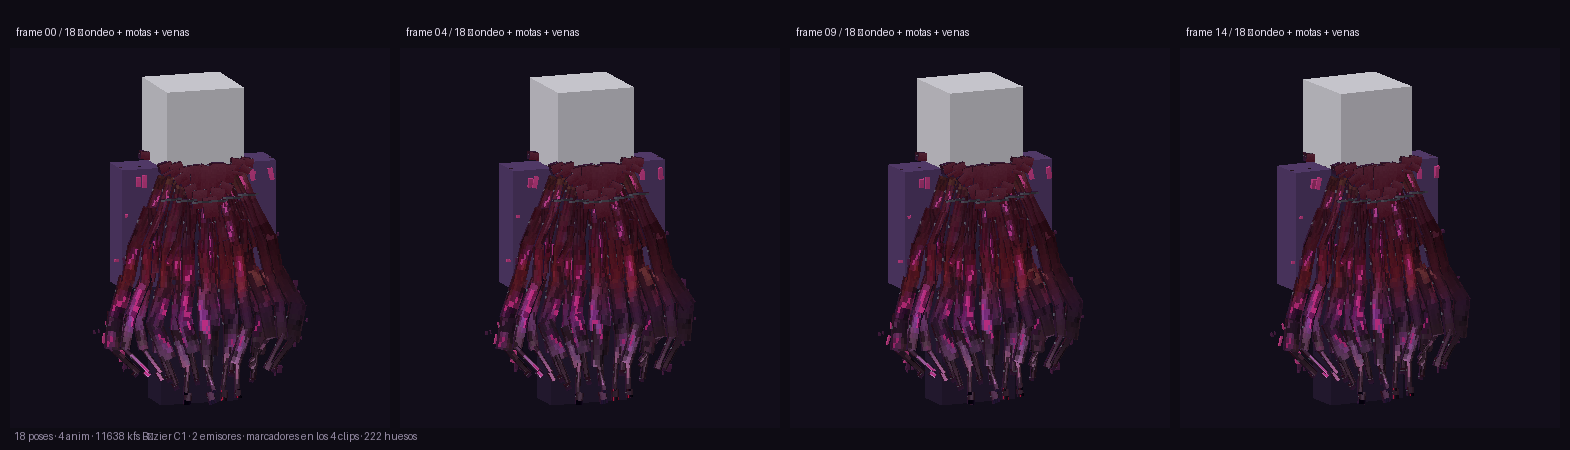 frame 00 / 18 ▯ ondeo + motas + venas
frame 04 / 18 ▯ ondeo + motas + venas
frame 09 / 18 ▯ ondeo + motas + venas
frame 14 / 18 ▯ ondeo + motas + venas
18 poses · 4 anim · 11638 kfs B▯zier C1 · 2 emisores · marcadores en los 4 clips · 222 huesos